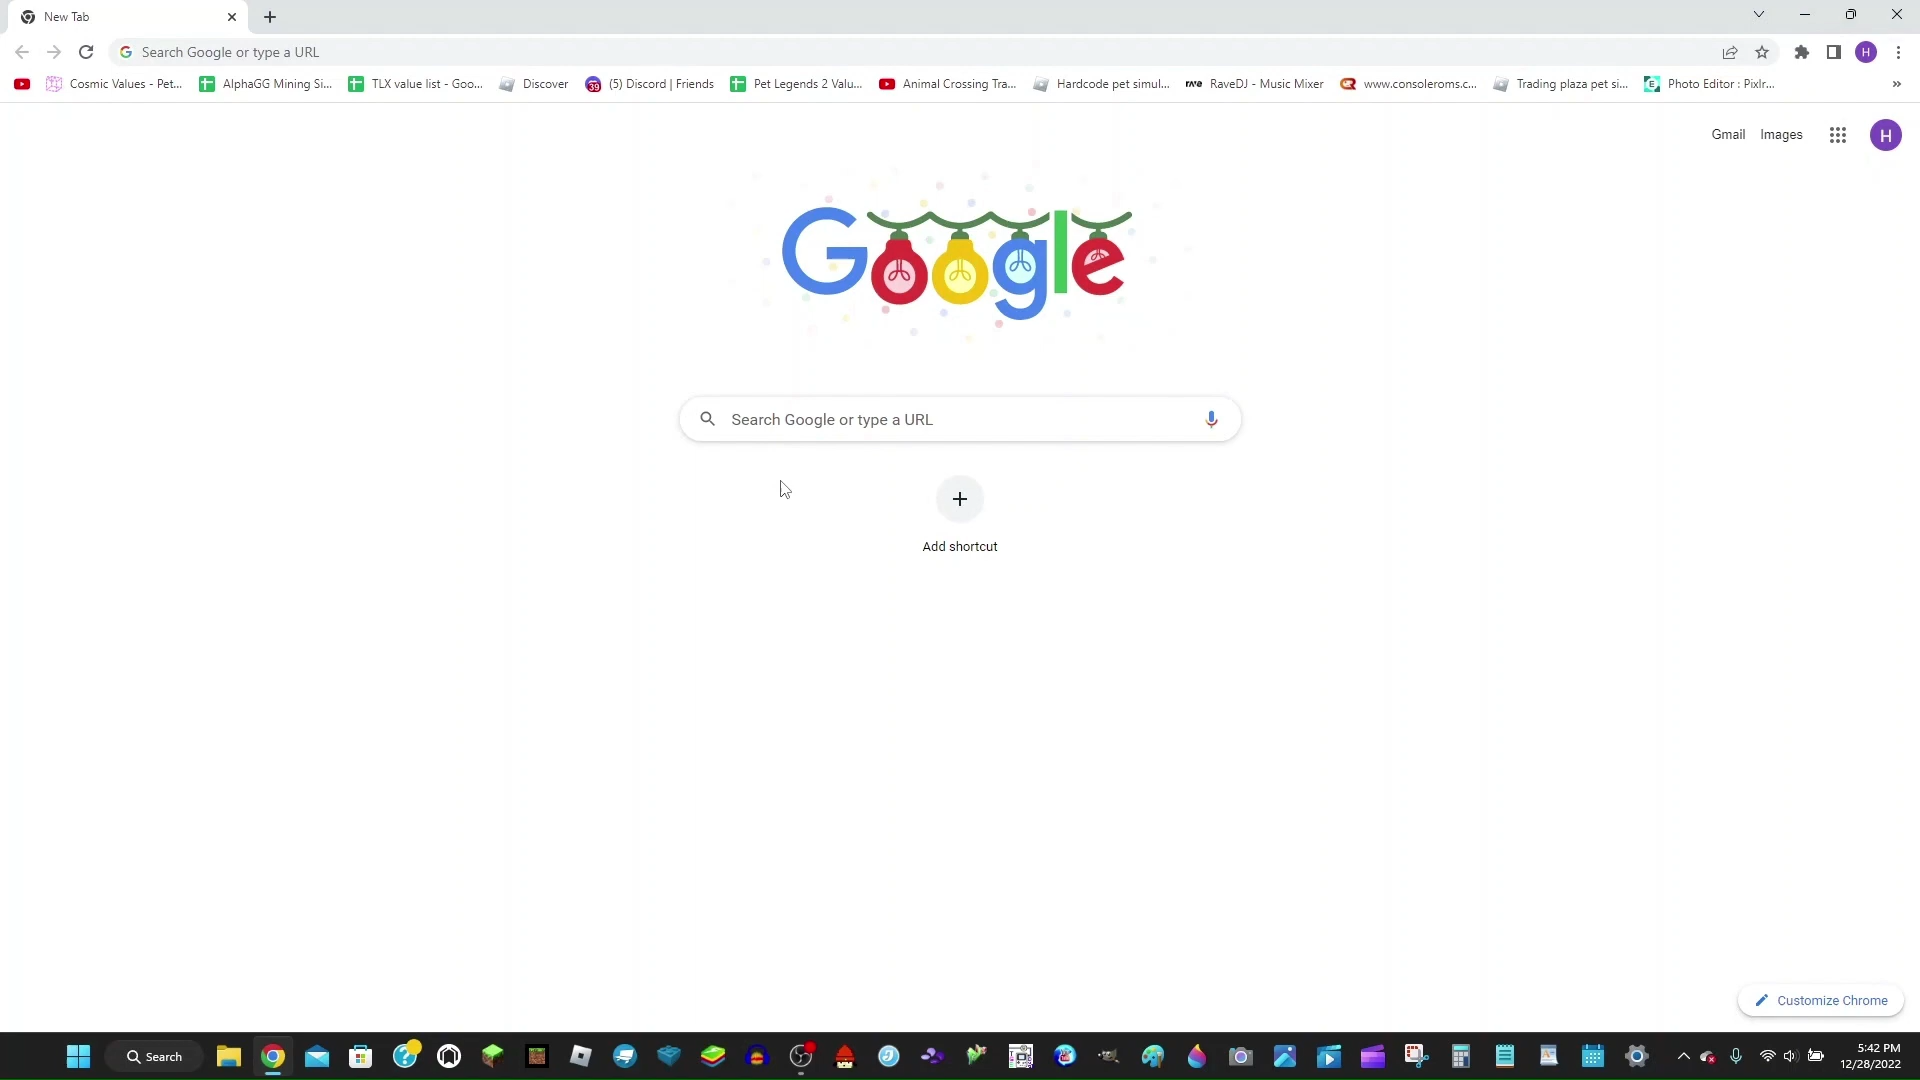 New Tab
Search Google or type a URL
Cosmic Values - Pet...
AlphaGG Mining Si...
TLX value list - Goo...
Discover
39
(5) Discord | Friends
Pet Legends 2 Valu...
Animal Crossing Tra...
Hardcode pet simul...
rave
RaveDJ - Music Mixer
www.consoleroms.c...
Trading plaza pet si...
E
Photo Editor : Pixlr...
»
H
Gmail
Images
H
Google
Search Google or type a URL
Add shortcut
Customize Chrome
Search
5:42 PM
12/28/2022